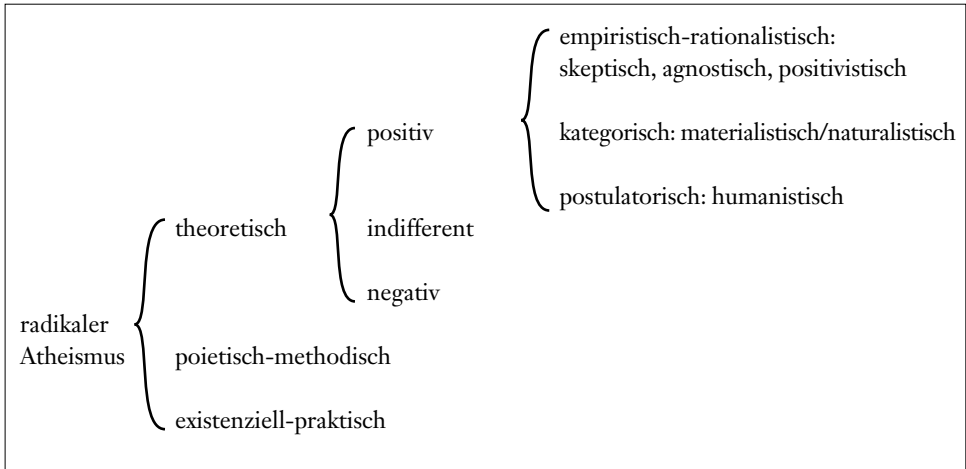 empiristisch-rationalistisch:
skeptisch, agnostisch, positivistisch
positiv
kategorisch: materialistisch/naturalistisch
postulatorisch: humanistisch
theoretisch
indifferent
negativ
radikaler
Atheismus
poietisch-methodisch
existenziell-praktisch